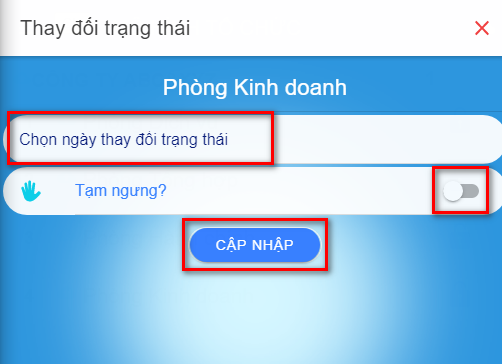 Thay đổi trạng thái
Phòng Kinh doanh
Chọn ngày thay đổi trạng thái
Tạm ngưng?
CẬP NHẬP